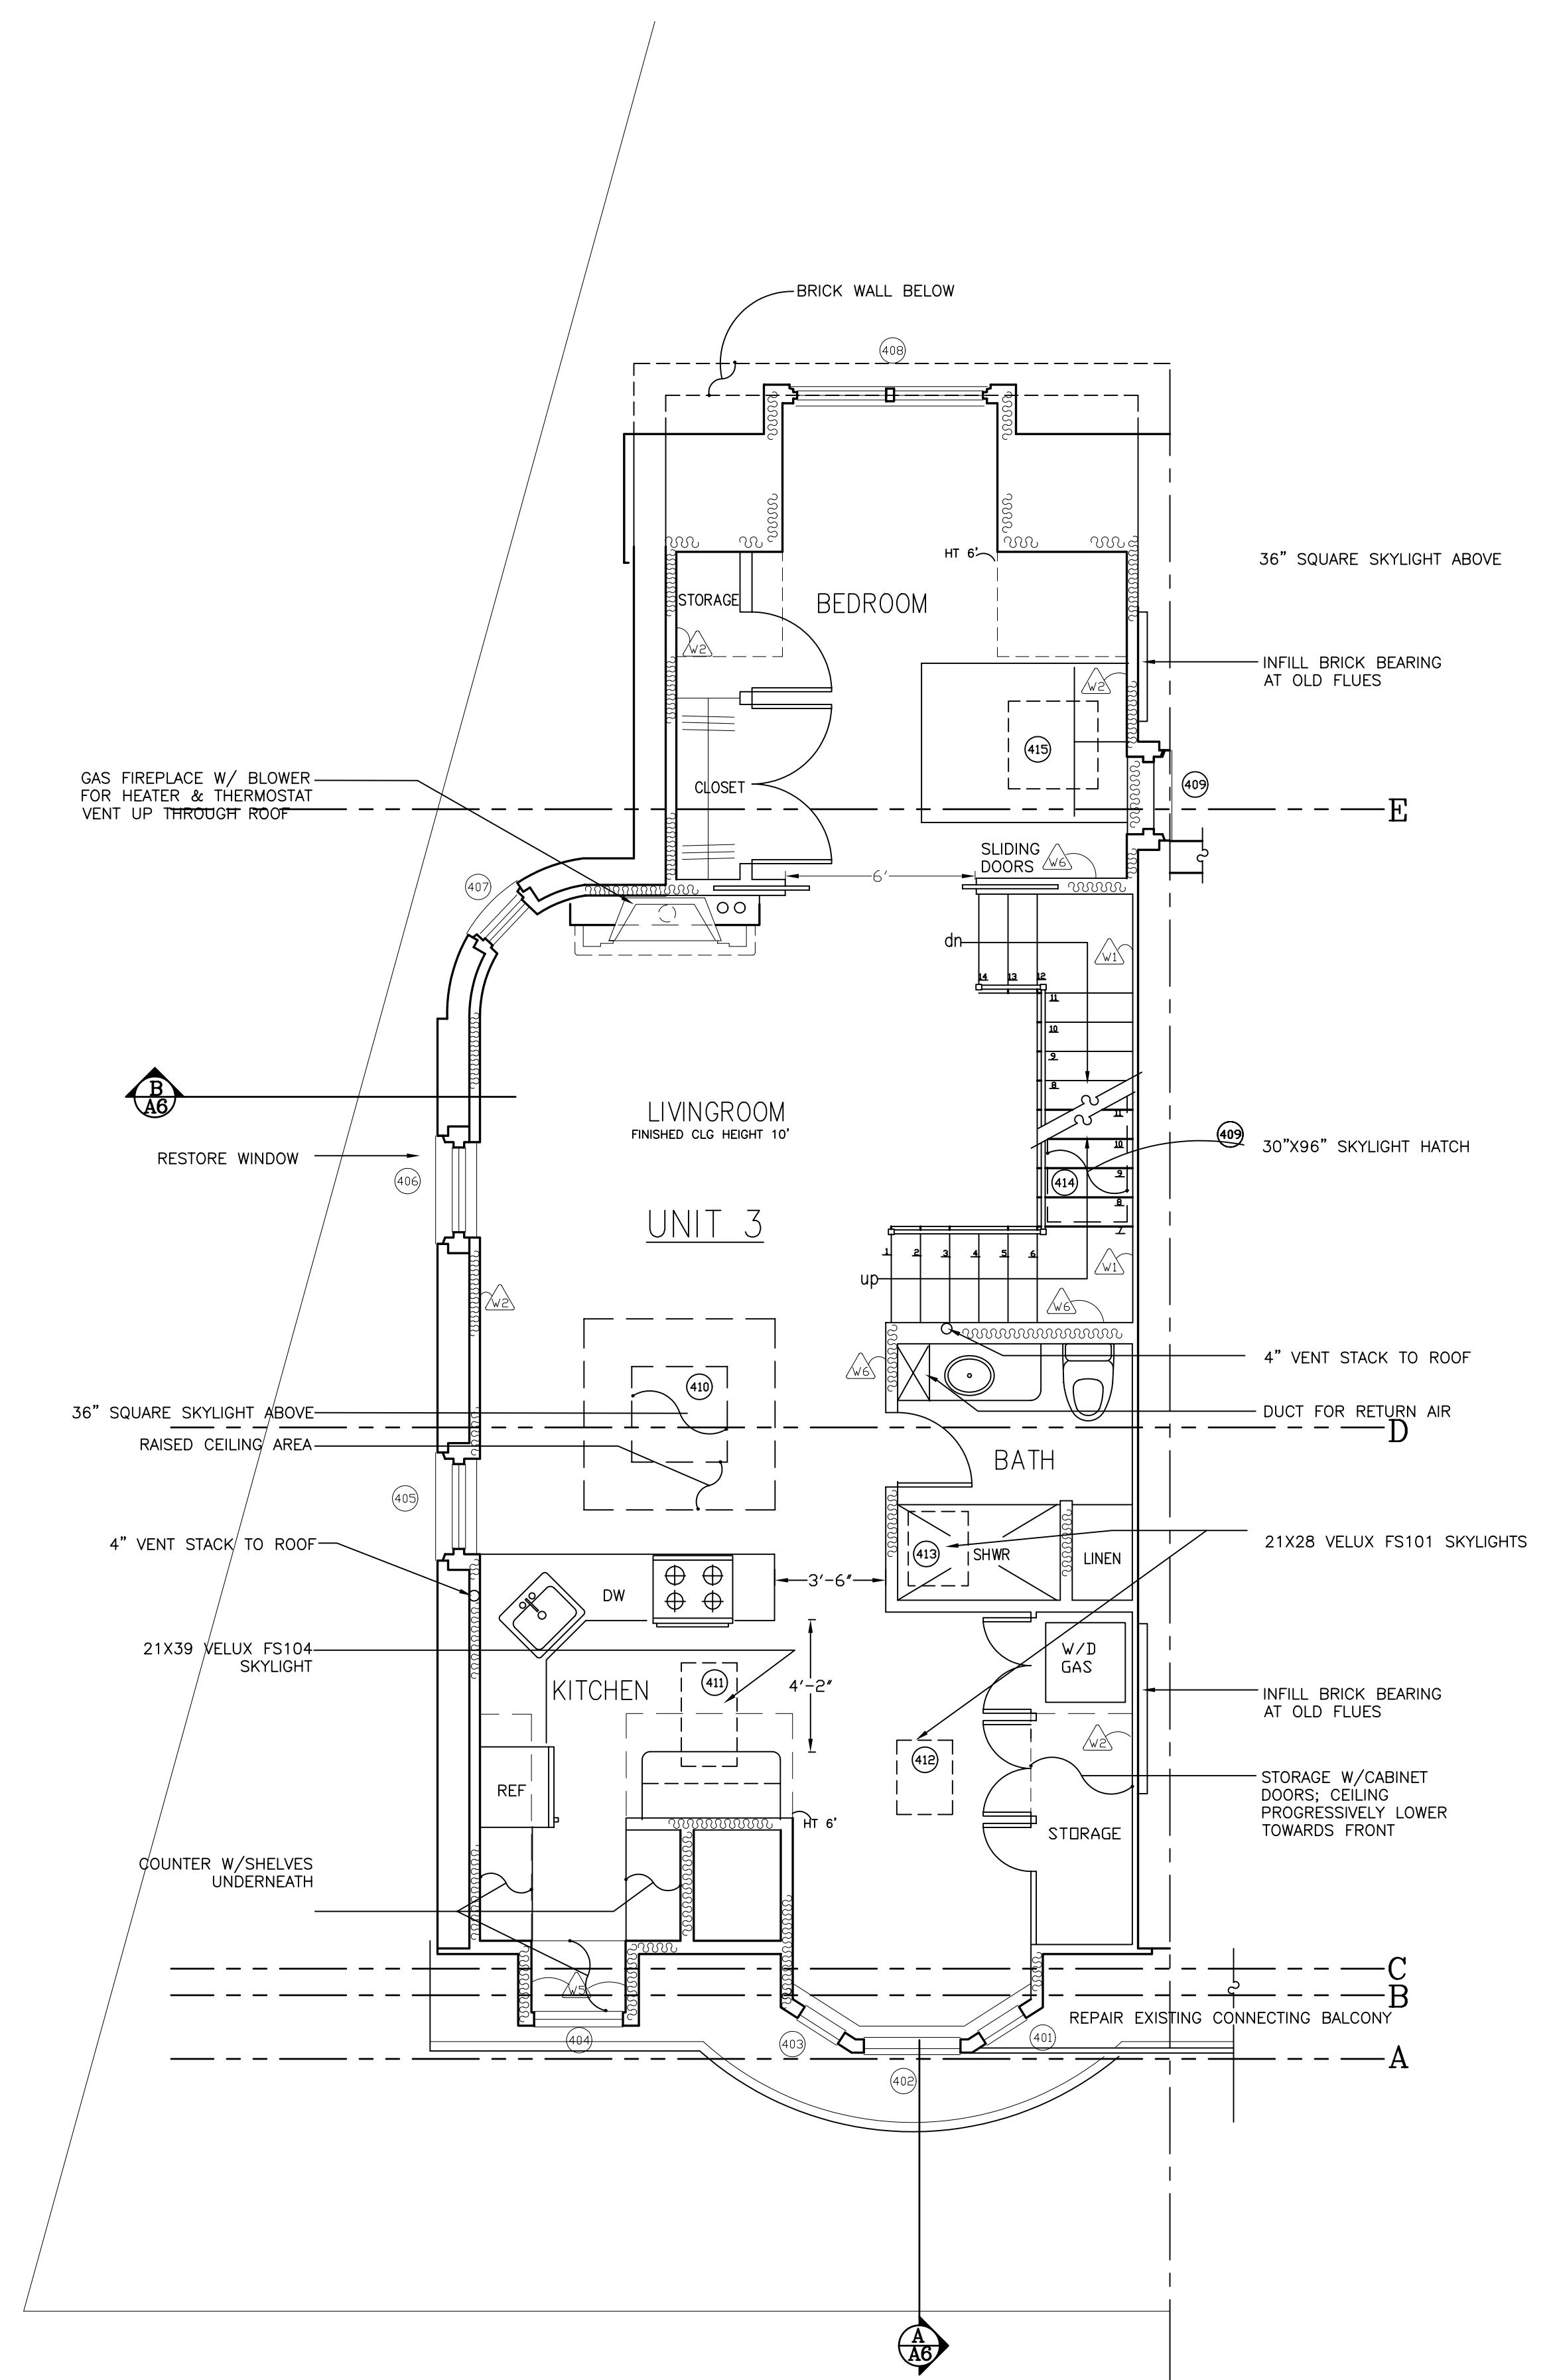 BRICK WALL BELOW
408
HT 6'
36” SQUARE SKYLIGHT ABOVE
STORAGE
BEDROOM
W2
INFILL BRICK BEARING
AT OLD FLUES
W2
415
GAS FIREPLACE W/ BLOWER
FOR HEATER & THERMOSTAT
VENT UP THROUGH ROOF
CLOSET
409
E
SLIDING
DOORS
W6
6'
407
dn
W1
14
13
12
11
10
9
8
B
A6
LIVINGROOM
FINISHED CLG HEIGHT 10'
RESTORE WINDOW
406
11
10
9
8
7
409
30”X96” SKYLIGHT HATCH
414
UNIT 3
1
2
3
4
5
6
up
W1
W2
W6
4” VENT STACK TO ROOF
W6
410
36” SQUARE SKYLIGHT ABOVE
DUCT FOR RETURN AIR
D
RAISED CEILING AREA
BATH
405
4” VENT STACK TO ROOF
413
SHWR
LINEN
21X28 VELUX FS101 SKYLIGHTS
DW
3'-6”
21X39 VELUX FS104
SKYLIGHT
W/D
GAS
KITCHEN
411
4'-2”
INFILL BRICK BEARING
AT OLD FLUES
W2
412
REF
STORAGE W/CABINET
DOORS; CEILING
PROGRESSIVELY LOWER
TOWARDS FRONT
HT 6'
STORAGE
COUNTER W/SHELVES
UNDERNEATH
C
W5
B
REPAIR EXISTING CONNECTING BALCONY
404
403
401
A
402
A
A6